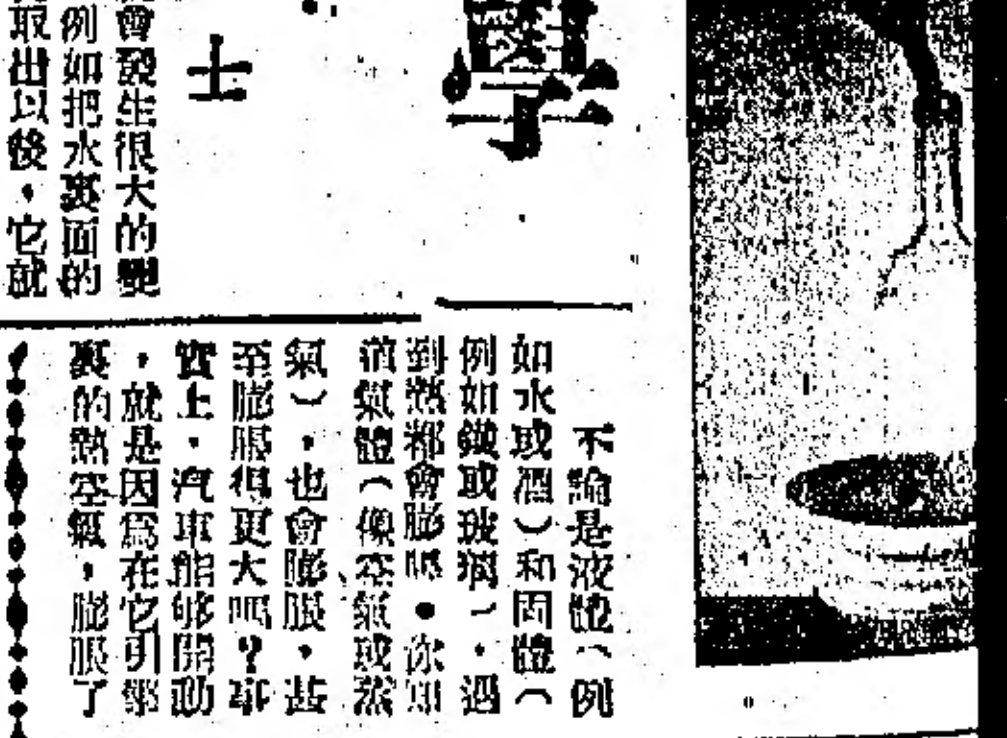 學
士
會發生很大的變
例如把水裏面的
取出以後，它就
不論是液體（例
如水或酒）和固體（
例如鐵或玻璃），遇
到熱都會膨脹。你知
道氣體（像空氣或蒸
氣），也會膨脹，甚
至膨脹得更大嗎？事
實上，汽車能够開動
，就是因爲在它引擎
裏的熱空氣，膨脹了